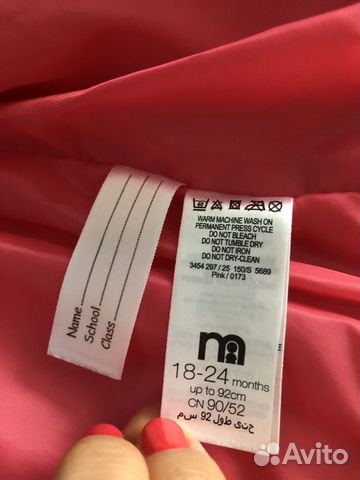 Name
School
Class
40
WARM MACHINE WASH ON
PERMANENT PRESS CYCLE
DO NOT BLEACH
DO NOT TUMBLE DRY
DO NOT IRON
DO NOT DRY-CLEAN
3454 297 / 25 150/S 5689
Pink / 0173
m
18-24 months
up to 92cm
CN 90/52
حتى طول 92 سم
Avito